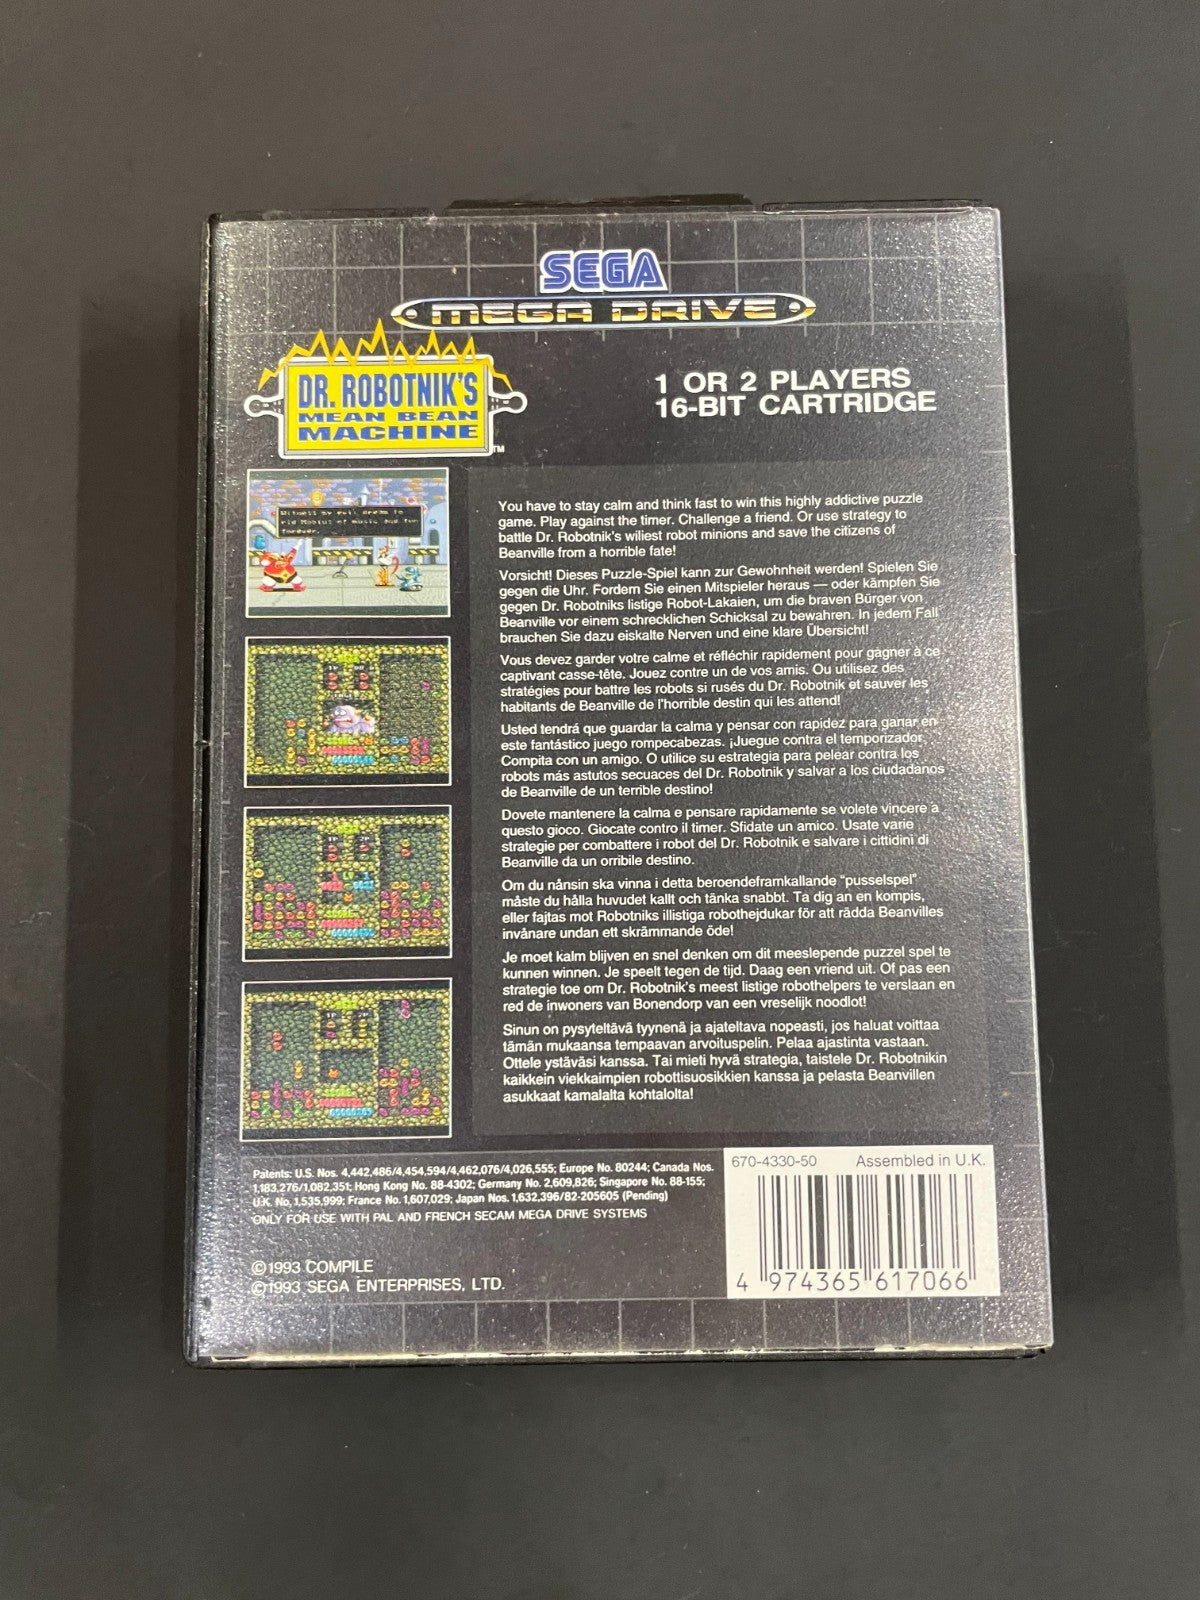 SEGA
MEGA DRIVE
DR. ROBOTNIK'S
MEAN BEAN
MACHINE
TM
1 OR 2 PLAYERS
16-BIT CARTRIDGE
Witness my evil dream to
rid Mobius of music and fun
forever.
You have to stay calm and think fast to win this highly addictive puzzle
game. Play against the timer. Challenge a friend. Or use strategy to
battle Dr. Robotnik's wiliest robot minions and save the citizens of
Beanville from a horrible fate!
Vorsicht! Dieses Puzzle-Spiel kann zur Gewohnheit werden! Spielen Sie
gegen die Uhr. Fordern Sie einen Mitspieler heraus — oder kämpfen Sie
gegen Dr. Robotniks listige Robot-Lakaien, um die braven Bürger von
Beanville vor einem schrecklichen Schicksal zu bewahren. In jedem Fall
brauchen Sie dazu eiskalte Nerven und eine klare Übersicht!
Vous devez garder votre calme et réfléchir rapidement pour gagner à ce
captivant casse-tête. Jouez contre un de vos amis. Ou utilisez des
stratégies pour battre les robots si rusés du Dr. Robotnik et sauver les
habitants de Beanville de l'horrible destin qui les attend!
Usted tendrá que guardar la calma y pensar con rapidez para ganar en
este fantástico juego rompecabezas. ¡Juegue contra el temporizador.
Compita con un amigo. O utilice su estrategia para pelear contra los
robots más astutos secuaces del Dr. Robotnik y salvar a los ciudadanos
de Beanville de un terrible destino!
Dovete mantenere la calma e pensare rapidamente se volete vincere a
questo gioco. Giocate contro il timer. Sfidate un amico. Usate varie
strategie per combattere i robot del Dr. Robotnik e salvare i cittidini di
Beanville da un orribile destino.
Om du nånsin ska vinna i detta beroendeframkallande "pusselspel"
måste du hålla huvudet kallt och tänka snabbt. Ta dig an en kompis,
eller fajtas mot Robotniks illistiga robothejdukar för att rädda Beanvilles
invånare undan ett skrämmande öde!
Je moet kalm blijven en snel denken om dit meeslepende puzzel spel te
kunnen winnen. Je speelt tegen de tijd. Daag een vriend uit. Of pas een
strategie toe om Dr. Robotnik's meest listige robothelpers te verslaan en
red de inwoners van Bonendorp van een vreselijk noodlot!
Sinun on pysyteltävä tyynenä ja ajateltava nopeasti, jos haluat voittaa
tämän mukaansa tempaavan arvoituspelin. Pelaa ajastinta vastaan.
Ottele ystäväsi kanssa. Tai mieti hyvä strategia, taistele Dr. Robotnikin
kaikkein viekkaimpien robottisuosikkien kanssa ja pelasta Beanvillen
asukkaat kamalalta kohtalolta!
Patents: U.S. Nos. 4,442,486/4,454,594/4,462,076/4,026,555; Europe No. 80244; Canada Nos.
1,183,276/1,082,351; Hong Kong No. 88-4302; Germany No. 2,609,826; Singapore No. 88-155;
U.K. No. 1,535,999; France No. 1,607,029; Japan Nos. 1,632,396/82-205605 (Pending)
ONLY FOR USE WITH PAL AND FRENCH SECAM MEGA DRIVE SYSTEMS
©1993 COMPILE
©1993 SEGA ENTERPRISES, LTD.
670-4330-50 Assembled in U.K.
4 974365 617066